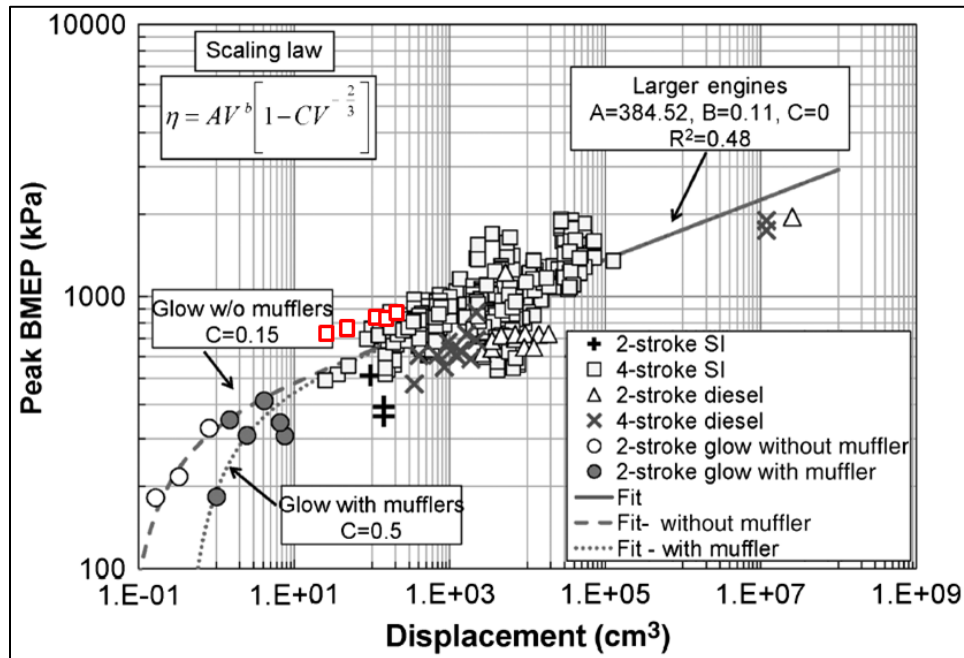 10000
1000
100
Peak BMEP (kPa)
Scaling law
η = AV^b [1 − CV^{−2/3}]
Larger engines
A=384.52, B=0.11, C=0
R²=0.48
Glow w/o mufflers
C=0.15
Glow with mufflers
C=0.5
2-stroke SI
4-stroke SI
2-stroke diesel
4-stroke diesel
2-stroke glow without muffler
2-stroke glow with muffler
Fit
Fit- without muffler
Fit - with muffler
1.E-01 1.E+01 1.E+03 1.E+05 1.E+07 1.E+09
Displacement (cm³)